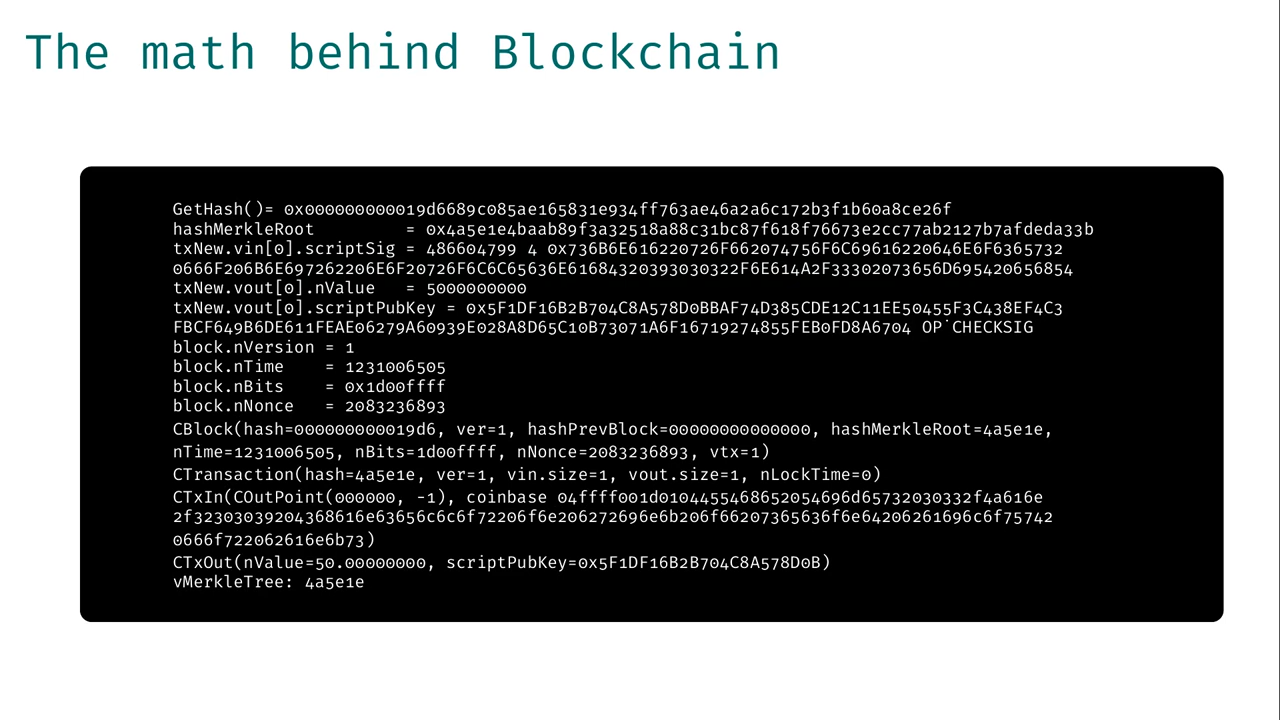 The math behind Blockchain
GetHash()= 0x000000000019d6689c085ae165831e934ff763ae46a2a6c172b3f1b60a8ce26f
hashMerkleRoot         = 0x4a5e1e4baab89f3a32518a88c31bc87f618f76673e2cc77ab2127b7afdeda33b
txNew.vin[0].scriptSig = 486604799 4 0x736B6E616220726F662074756F6C69616220646E6F6365732
0666F206B6E697262206E6F20726F6C6C65636E61684320393030322F6E614A2F33302073656D695420656854
txNew.vout[0].nValue   = 5000000000
txNew.vout[0].scriptPubKey = 0x5F1DF16B2B704C8A578D0BBAF74D385CDE12C11EE50455F3C438EF4C3
FBCF649B6DE611FEAE06279A60939E028A8D65C10B73071A6F16719274855FEB0FD8A6704 OP˙CHECKSIG
block.nVersion = 1
block.nTime    = 1231006505
block.nBits    = 0x1d00ffff
block.nNonce   = 2083236893
CBlock(hash=000000000019d6, ver=1, hashPrevBlock=00000000000000, hashMerkleRoot=4a5e1e,
nTime=1231006505, nBits=1d00ffff, nNonce=2083236893, vtx=1)
CTransaction(hash=4a5e1e, ver=1, vin.size=1, vout.size=1, nLockTime=0)
CTxIn(COutPoint(000000, -1), coinbase 04ffff001d0104455468652054696d65732030332f4a616e
2f32303039204368616e63656c6c6f72206f6e206272696e6b206f66207365636f6e64206261696c6f75742
0666f722062616e6b73)
CTxOut(nValue=50.00000000, scriptPubKey=0x5F1DF16B2B704C8A578D0B)
vMerkleTree: 4a5e1e